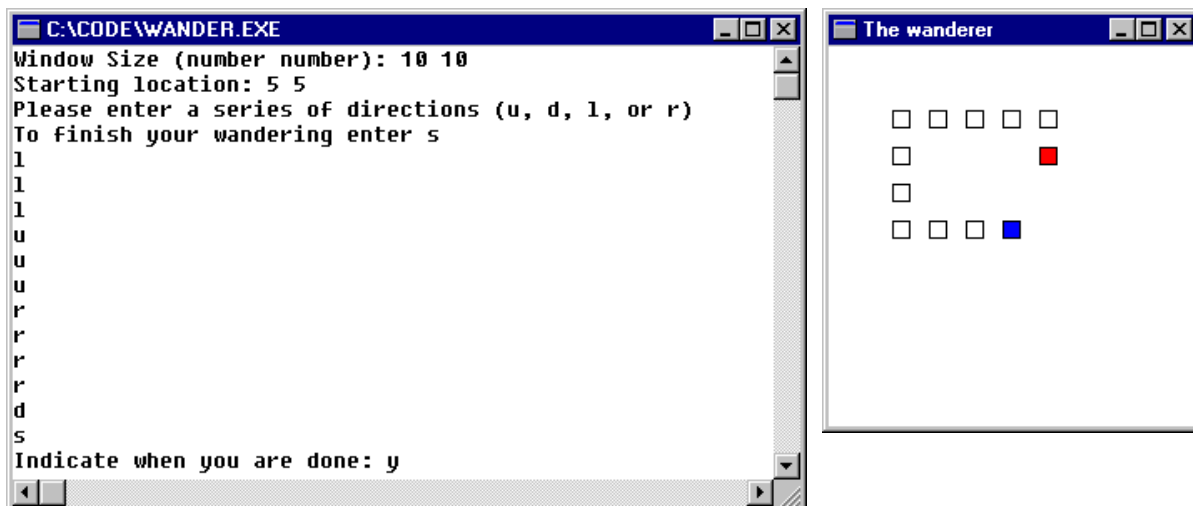 C:\CODE\WANDER.EXE
Window Size (number number): 10 10
Starting location: 5 5
Please enter a series of directions (u, d, l, or r)
To finish your wandering enter s
l
l
l
u
u
u
r
r
r
r
d
s
Indicate when you are done: y
The wanderer